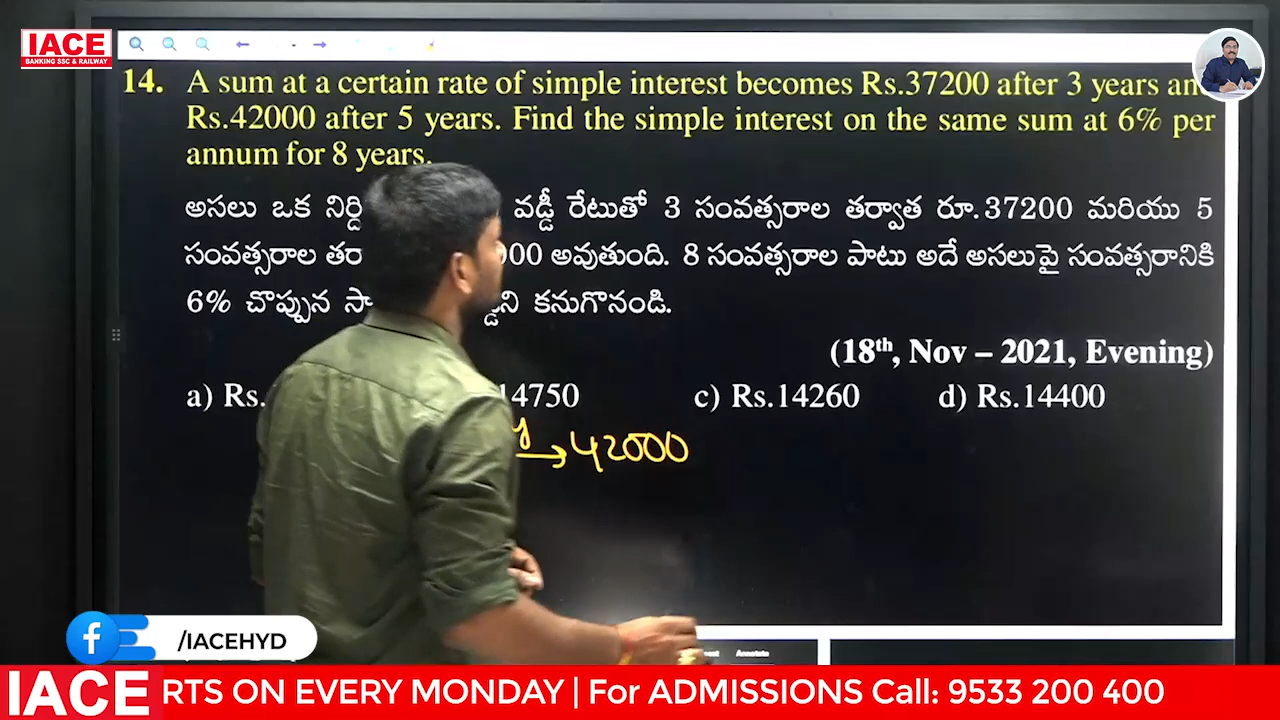 IACE
BANKING SSC & RAILWAY
14. A sum at a certain rate of simple interest becomes Rs.37200 after 3 years an
Rs.42000 after 5 years. Find the simple interest on the same sum at 6% per
annum for 8 years.
అసలు ఒక వడ్డీ రేటుతో 3 సంవత్సరాల తర్వాత రూ.37200 మరియు 5
సంవత్సరాల 000 అవుతుంది. 8 సంవత్సరాల పాటు అదే అసలుపై సంవత్సరానికి
6% చొప్పున కనుగొనండి.
(18th, Nov – 2021, Evening)
a) Rs. 14750 c) Rs.14260 d) Rs.14400
y → 42000
/IACEHYD
IACE RTS ON EVERY MONDAY | For ADMISSIONS Call: 9533 200 400